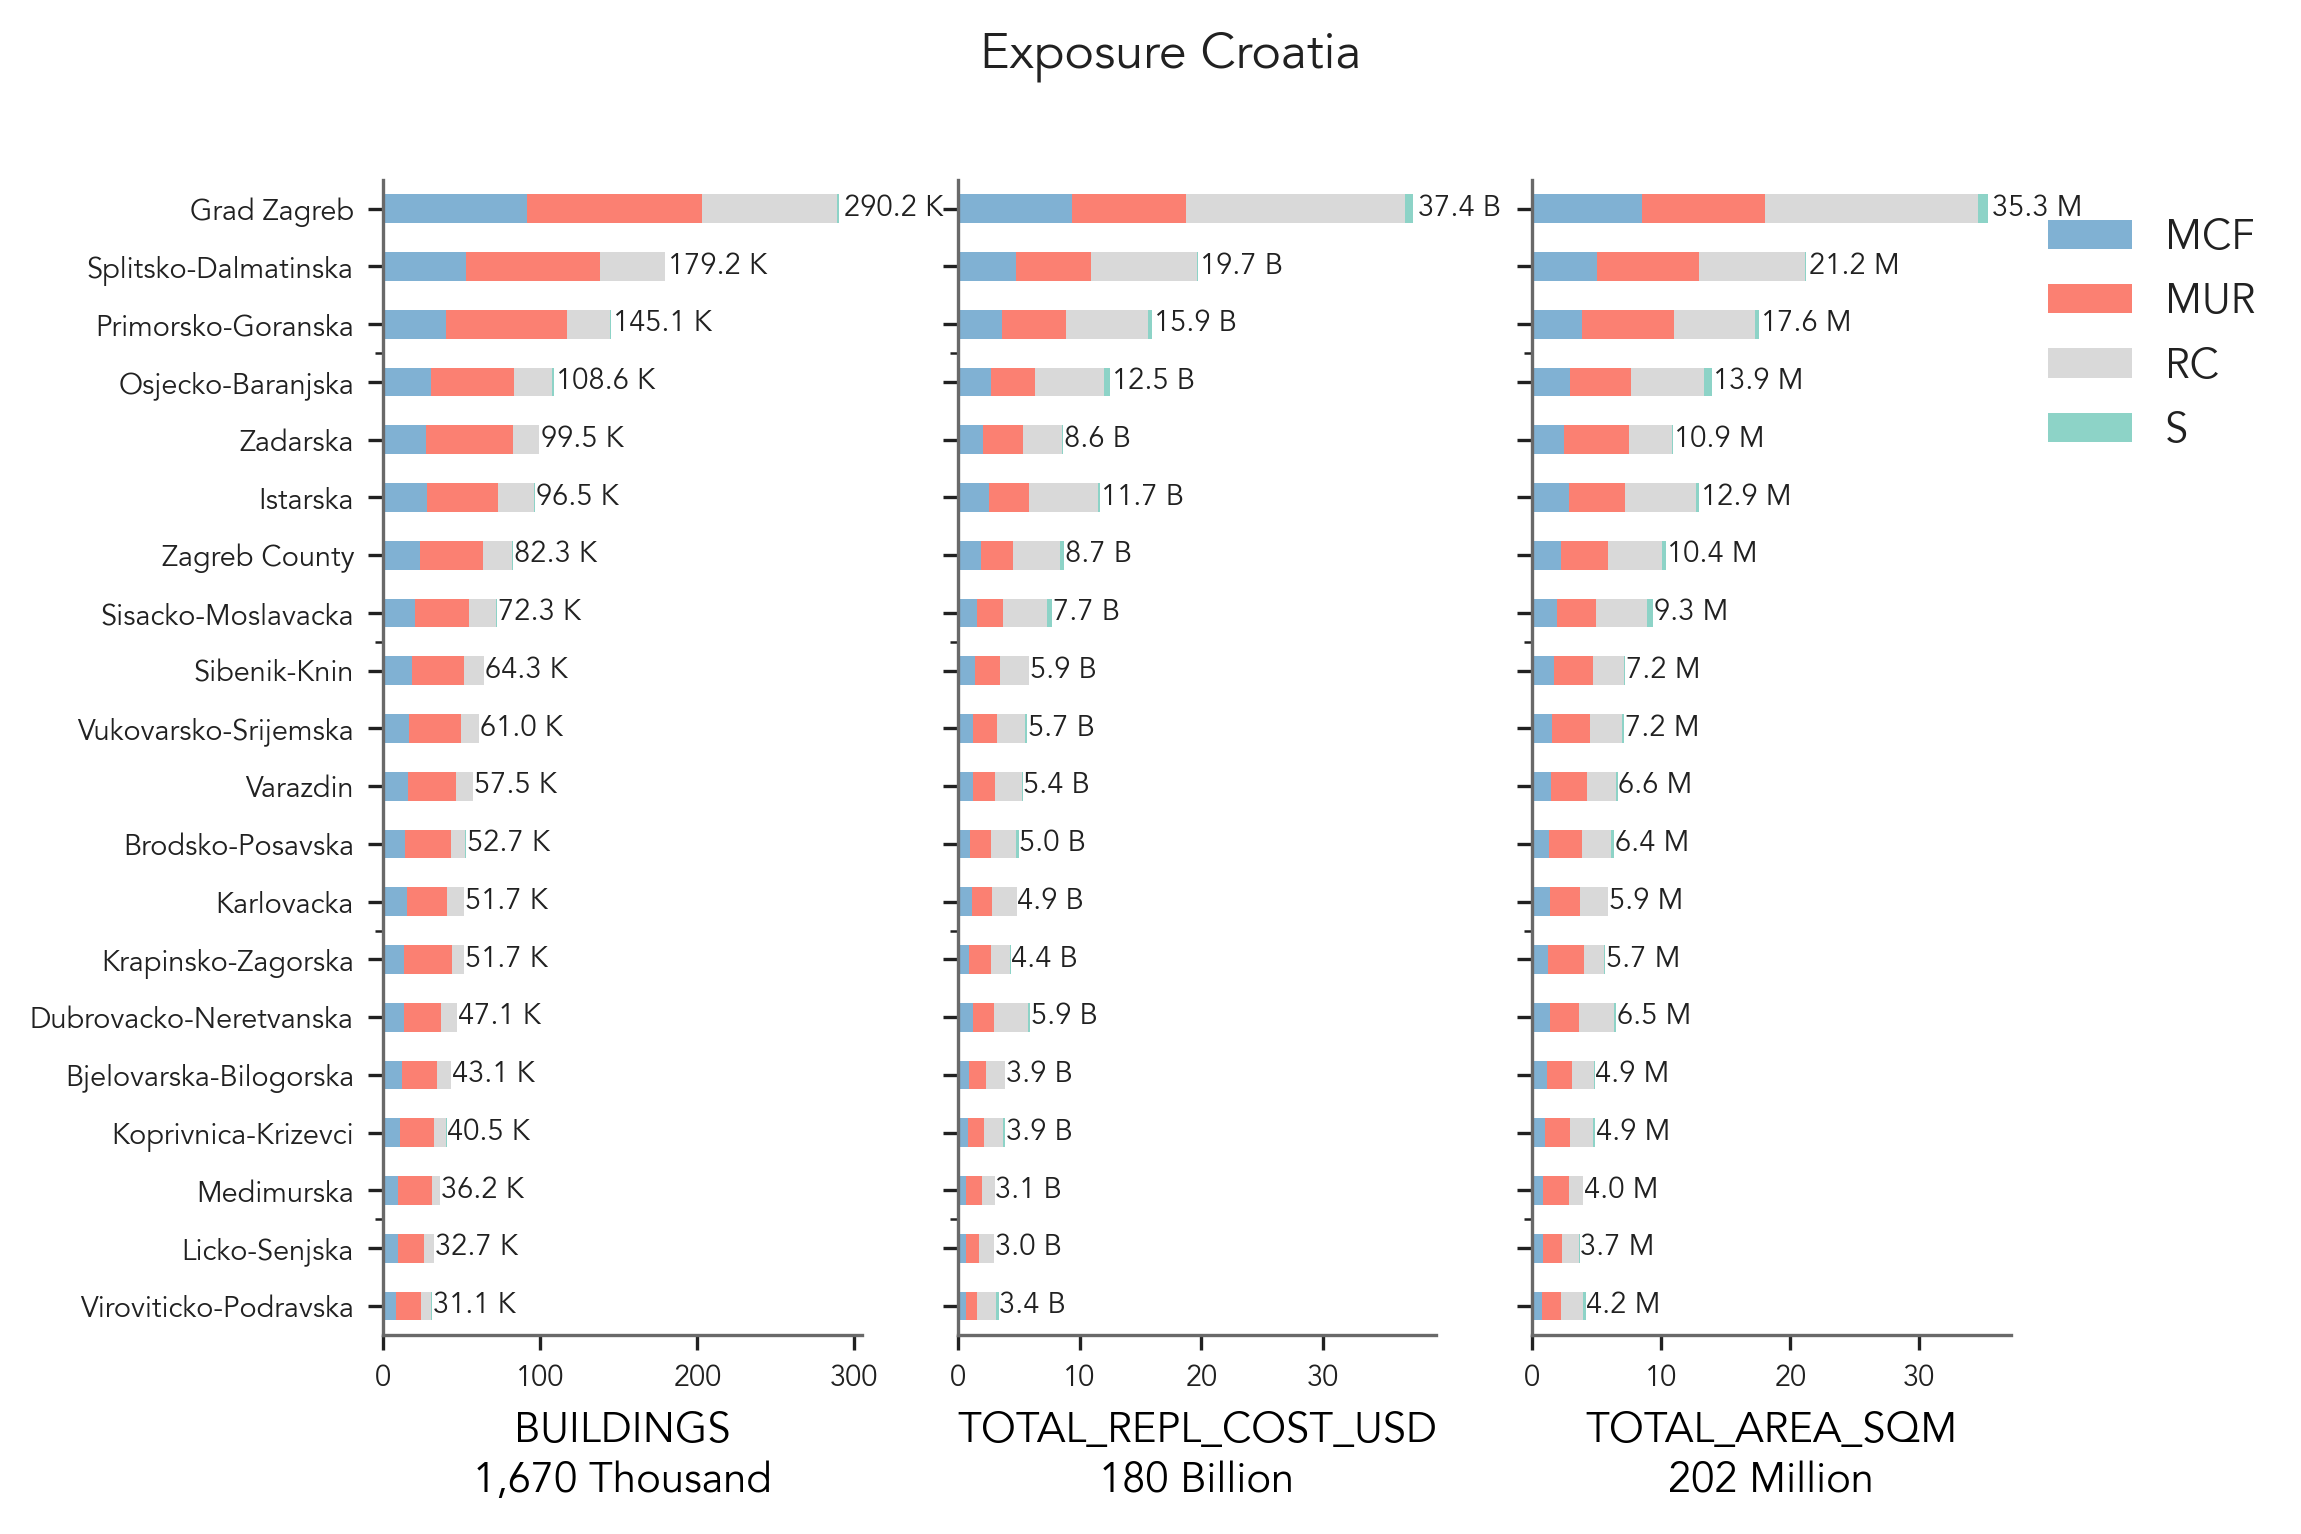 Exposure Croatia
Grad Zagreb 290.2 K 37.4 B 35.3 M
Splitsko-Dalmatinska 179.2 K 19.7 B 21.2 M
Primorsko-Goranska 145.1 K 15.9 B 17.6 M
Osjecko-Baranjska 108.6 K 12.5 B 13.9 M
Zadarska 99.5 K 8.6 B 10.9 M
Istarska 96.5 K 11.7 B 12.9 M
Zagreb County 82.3 K 8.7 B 10.4 M
Sisacko-Moslavacka 72.3 K 7.7 B 9.3 M
Sibenik-Knin 64.3 K 5.9 B 7.2 M
Vukovarsko-Srijemska 61.0 K 5.7 B 7.2 M
Varazdin 57.5 K 5.4 B 6.6 M
Brodsko-Posavska 52.7 K 5.0 B 6.4 M
Karlovacka 51.7 K 4.9 B 5.9 M
Krapinsko-Zagorska 51.7 K 4.4 B 5.7 M
Dubrovacko-Neretvanska 47.1 K 5.9 B 6.5 M
Bjelovarska-Bilogorska 43.1 K 3.9 B 4.9 M
Koprivnica-Krizevci 40.5 K 3.9 B 4.9 M
Medimurska 36.2 K 3.1 B 4.0 M
Licko-Senjska 32.7 K 3.0 B 3.7 M
Viroviticko-Podravska 31.1 K 3.4 B 4.2 M
0 100 200 300 0 10 20 30 0 10 20 30
BUILDINGS
1,670 Thousand
TOTAL_REPL_COST_USD
180 Billion
TOTAL_AREA_SQM
202 Million
MCF
MUR
RC
S